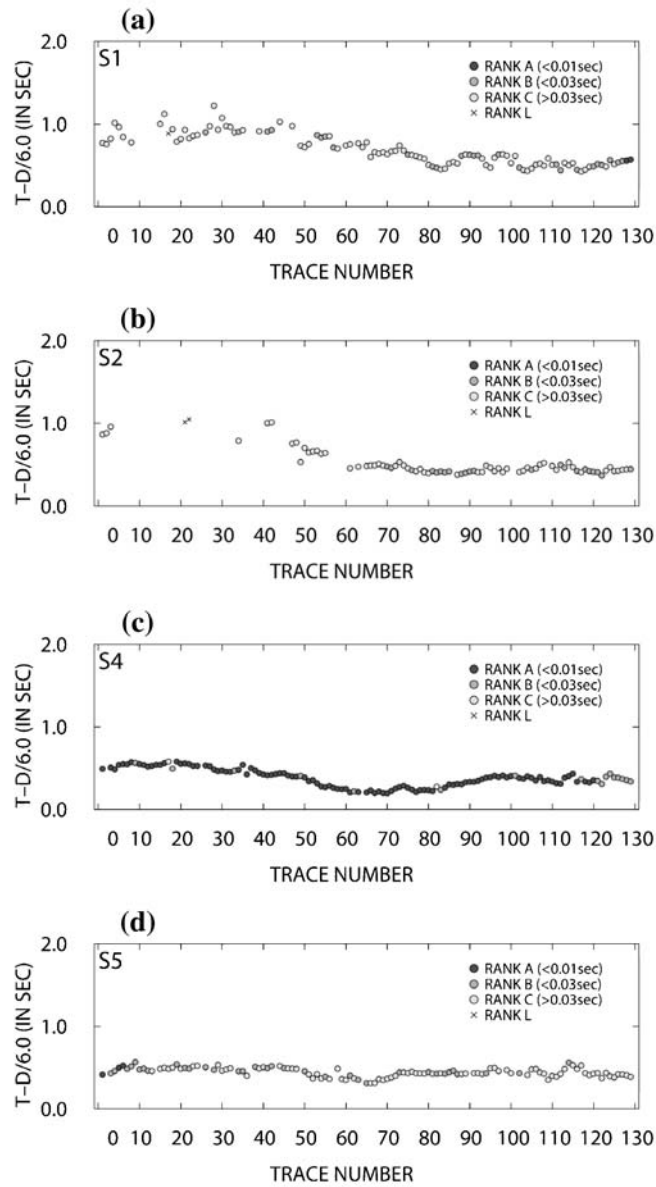 (a)
S1
2.0
1.0
0.0
T–D/6.0 (IN SEC)
RANK A (<0.01sec)
RANK B (<0.03sec)
RANK C (>0.03sec)
RANK L
0 10 20 30 40 50 60 70 80 90 100 110 120 130
TRACE NUMBER
(b)
S2
2.0
1.0
0.0
T–D/6.0 (IN SEC)
RANK A (<0.01sec)
RANK B (<0.03sec)
RANK C (>0.03sec)
RANK L
0 10 20 30 40 50 60 70 80 90 100 110 120 130
TRACE NUMBER
(c)
S4
2.0
1.0
0.0
T–D/6.0 (IN SEC)
RANK A (<0.01sec)
RANK B (<0.03sec)
RANK C (>0.03sec)
RANK L
0 10 20 30 40 50 60 70 80 90 100 110 120 130
TRACE NUMBER
(d)
S5
2.0
1.0
0.0
T–D/6.0 (IN SEC)
RANK A (<0.01sec)
RANK B (<0.03sec)
RANK C (>0.03sec)
RANK L
0 10 20 30 40 50 60 70 80 90 100 110 120 130
TRACE NUMBER